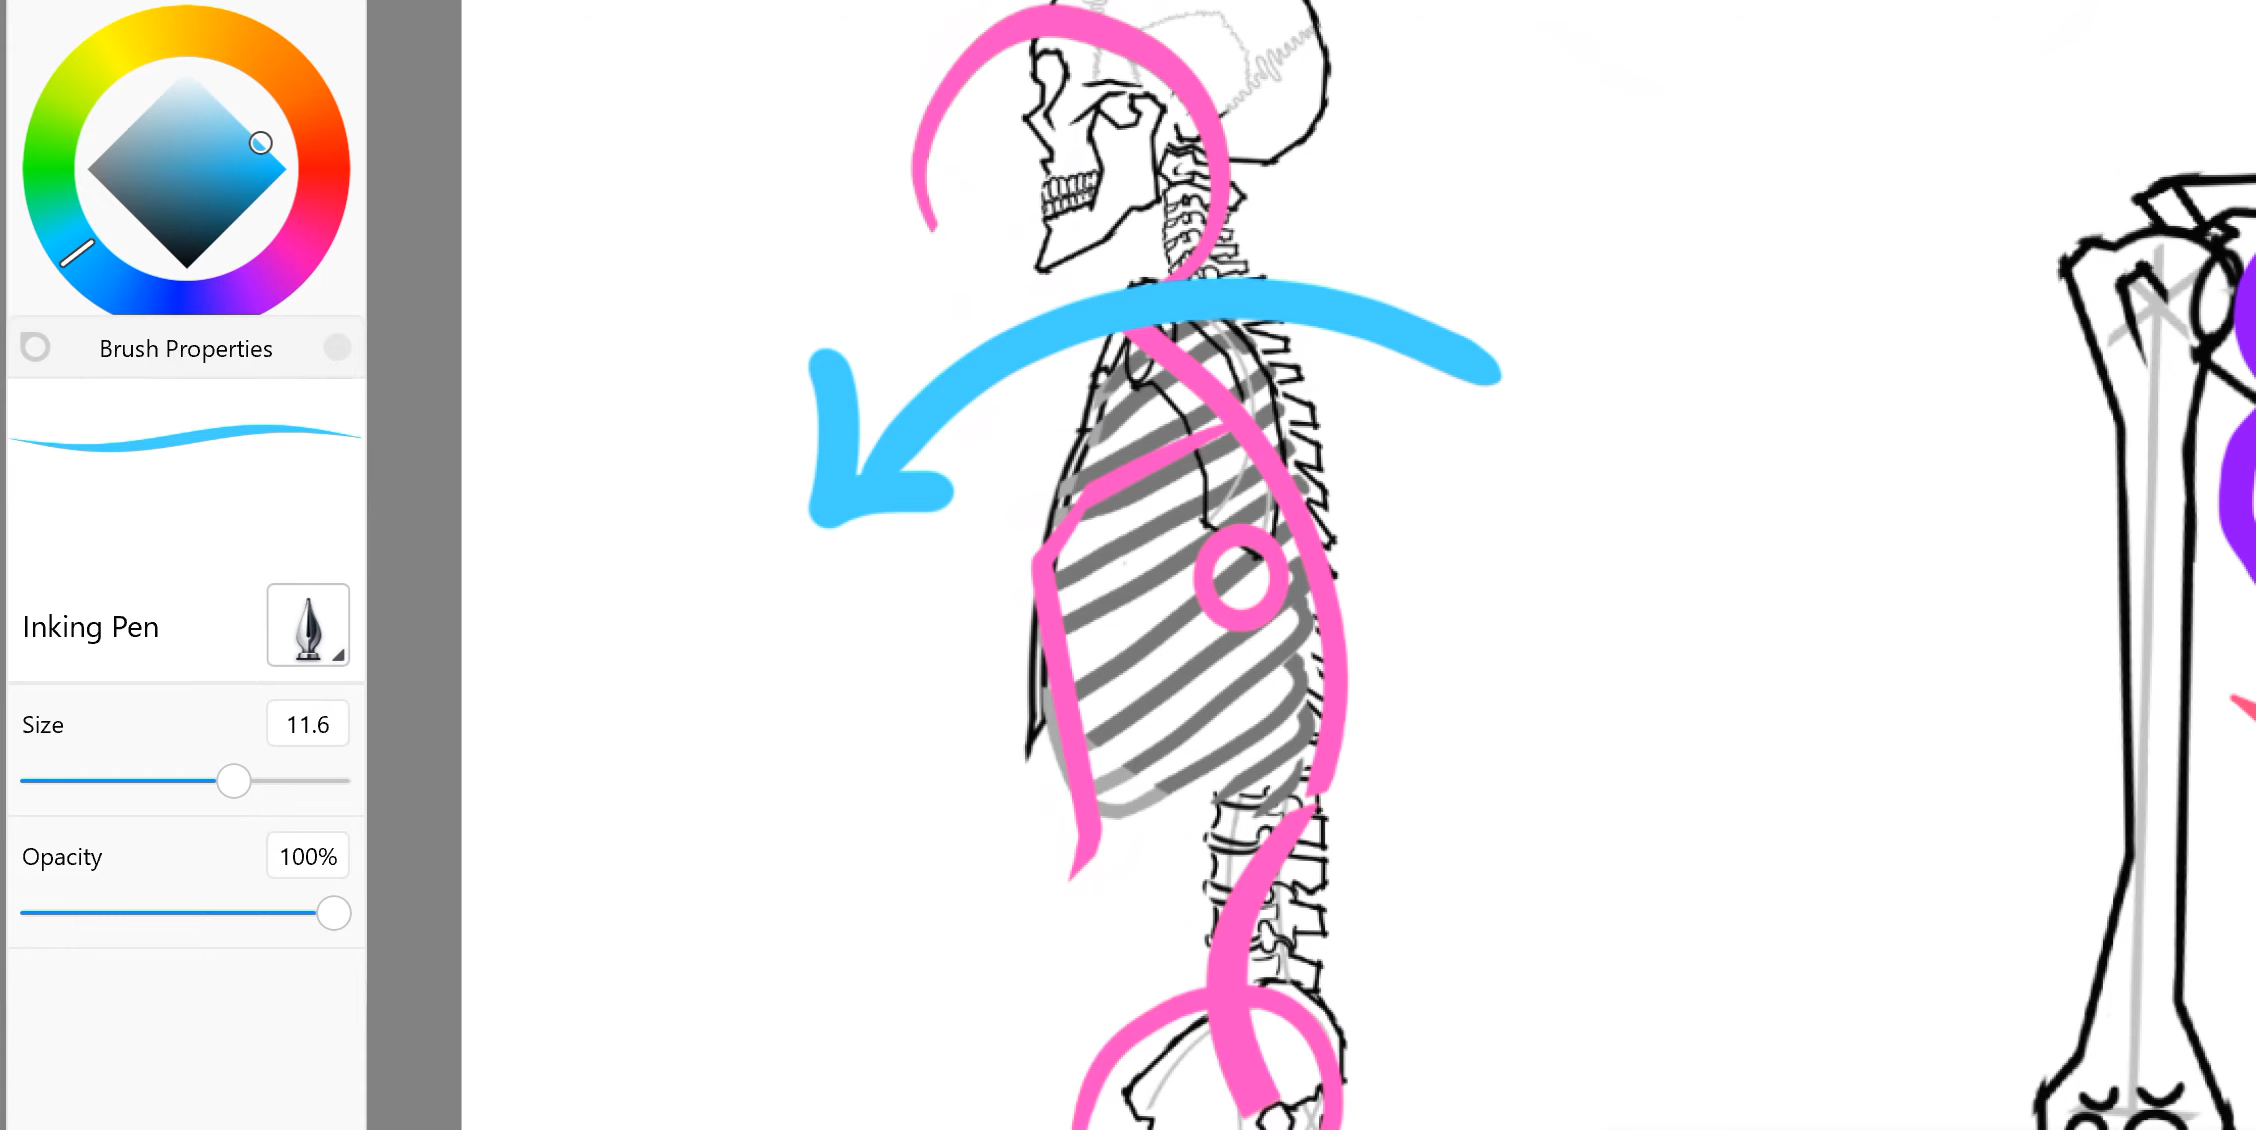 Brush Properties
Inking Pen
Size
11.6
Opacity
100%